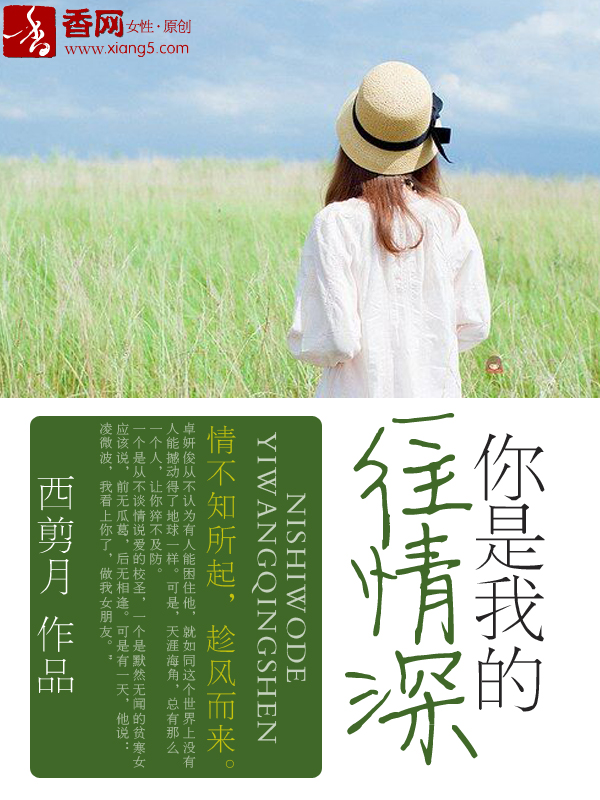 香网 女性·原创
www.xiang5.com
你是我的
一往情深
NISHIWODE
YIWANGQINGSHEN
情不知所起，趁风而来。
卓妍俊从不认为有人能困住他，就如同这个世界上没有
人能撼动得了地球一样。可是，天涯海角，总有那么
一个人，让你猝不及防。
一个是从不谈情说爱的校圣，一个是默然无闻的贫寒女
应该说，前无瓜葛，后无相逢。可是有一天，他说：
凌微波，我看上你了，做我女朋友。”
西剪月 作品